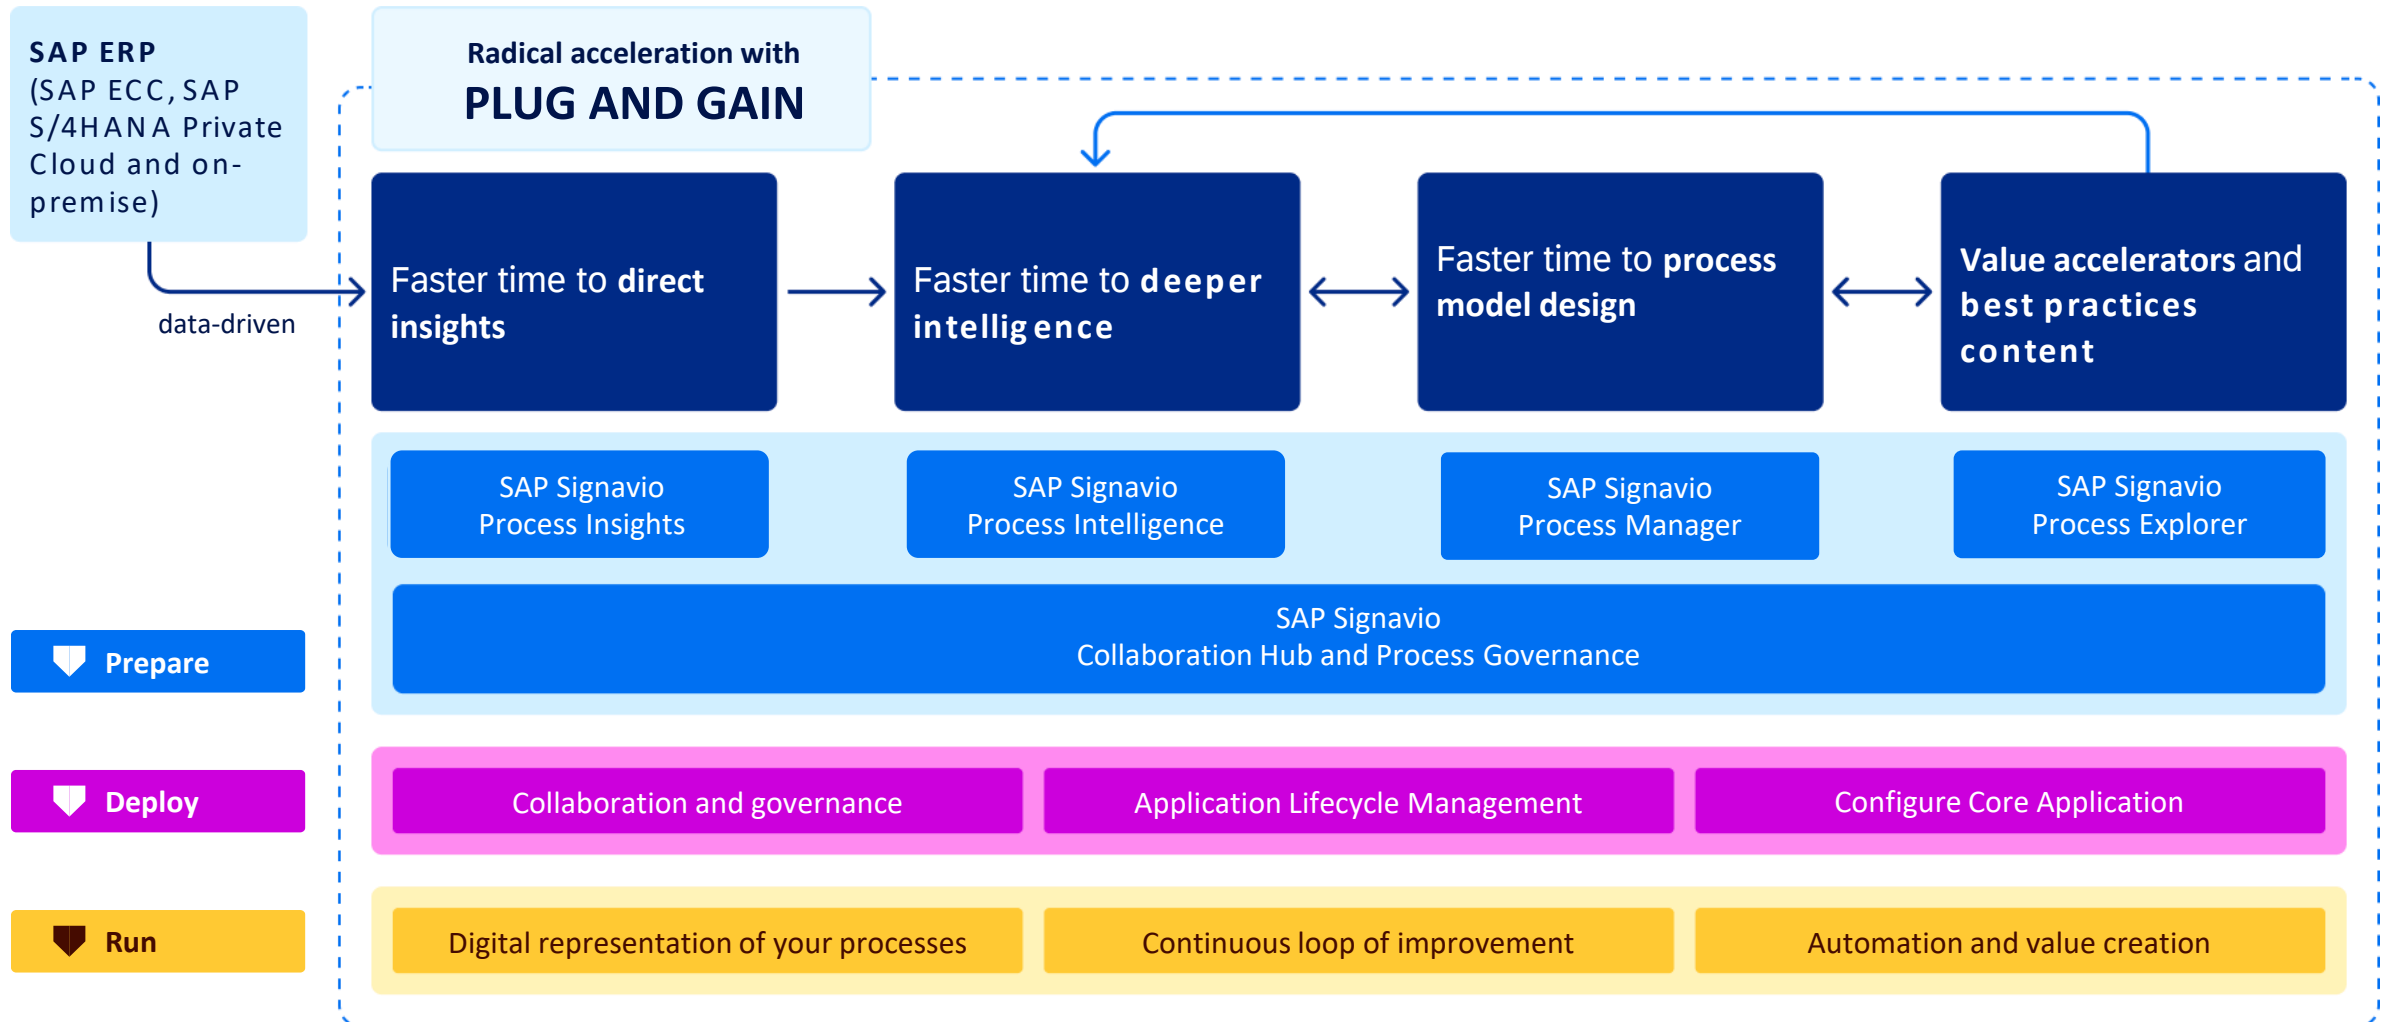 SAP ERP
(SAP ECC, SAP
S/4HANA Private
Cloud and on-
premise)
data-driven
Radical acceleration with
PLUG AND GAIN
Faster time to direct
insights
Faster time to deeper
intelligence
Faster time to process
model design
Value accelerators and
best practices
content
SAP Signavio
Process Insights
SAP Signavio
Process Intelligence
SAP Signavio
Process Manager
SAP Signavio
Process Explorer
SAP Signavio
Collaboration Hub and Process Governance
Prepare
Deploy
Collaboration and governance
Application Lifecycle Management
Configure Core Application
Run
Digital representation of your processes
Continuous loop of improvement
Automation and value creation